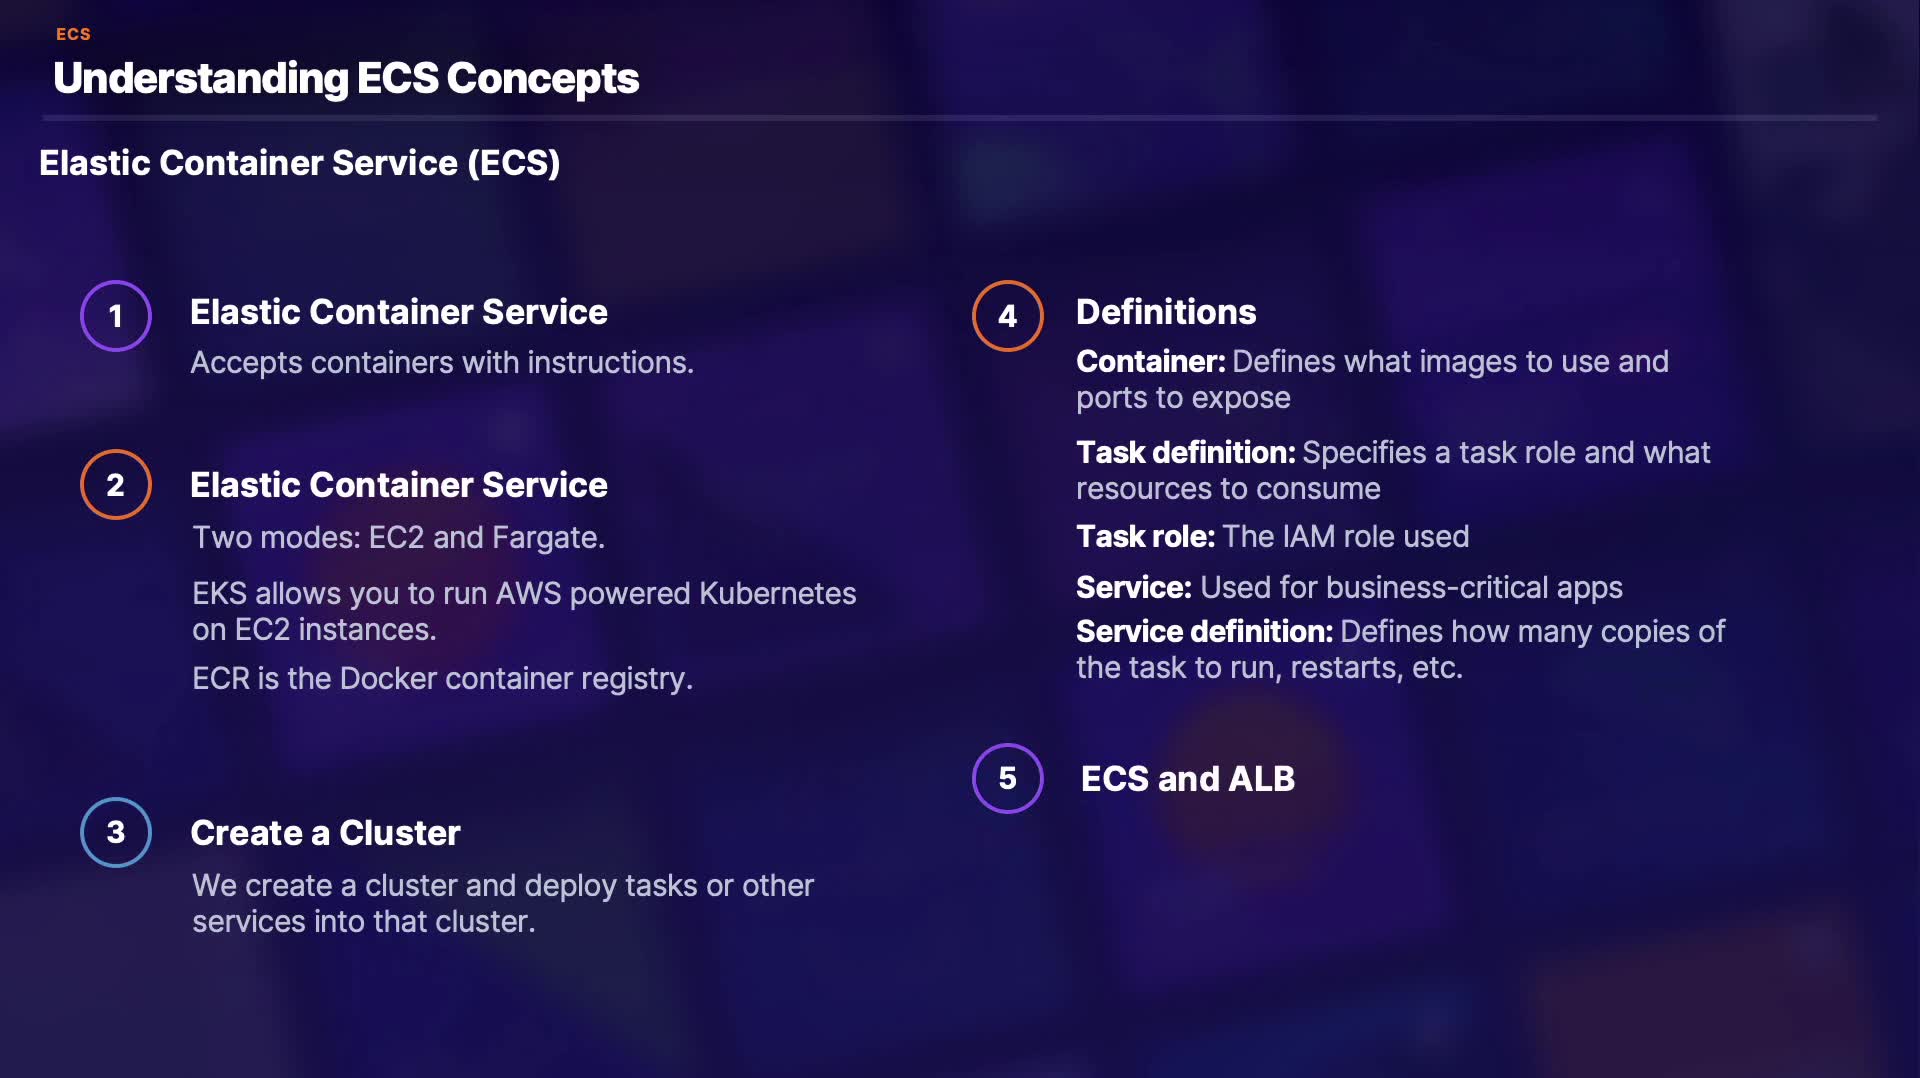 ECS
Understanding ECS Concepts
Elastic Container Service (ECS)
1
Elastic Container Service
Accepts containers with instructions.
2
Elastic Container Service
Two modes: EC2 and Fargate.
EKS allows you to run AWS powered Kubernetes
on EC2 instances.
ECR is the Docker container registry.
3
Create a Cluster
We create a cluster and deploy tasks or other
services into that cluster.
4
Definitions
Container: Defines what images to use and
ports to expose
Task definition: Specifies a task role and what
resources to consume
Task role: The IAM role used
Service: Used for business-critical apps
Service definition: Defines how many copies of
the task to run, restarts, etc.
5
ECS and ALB